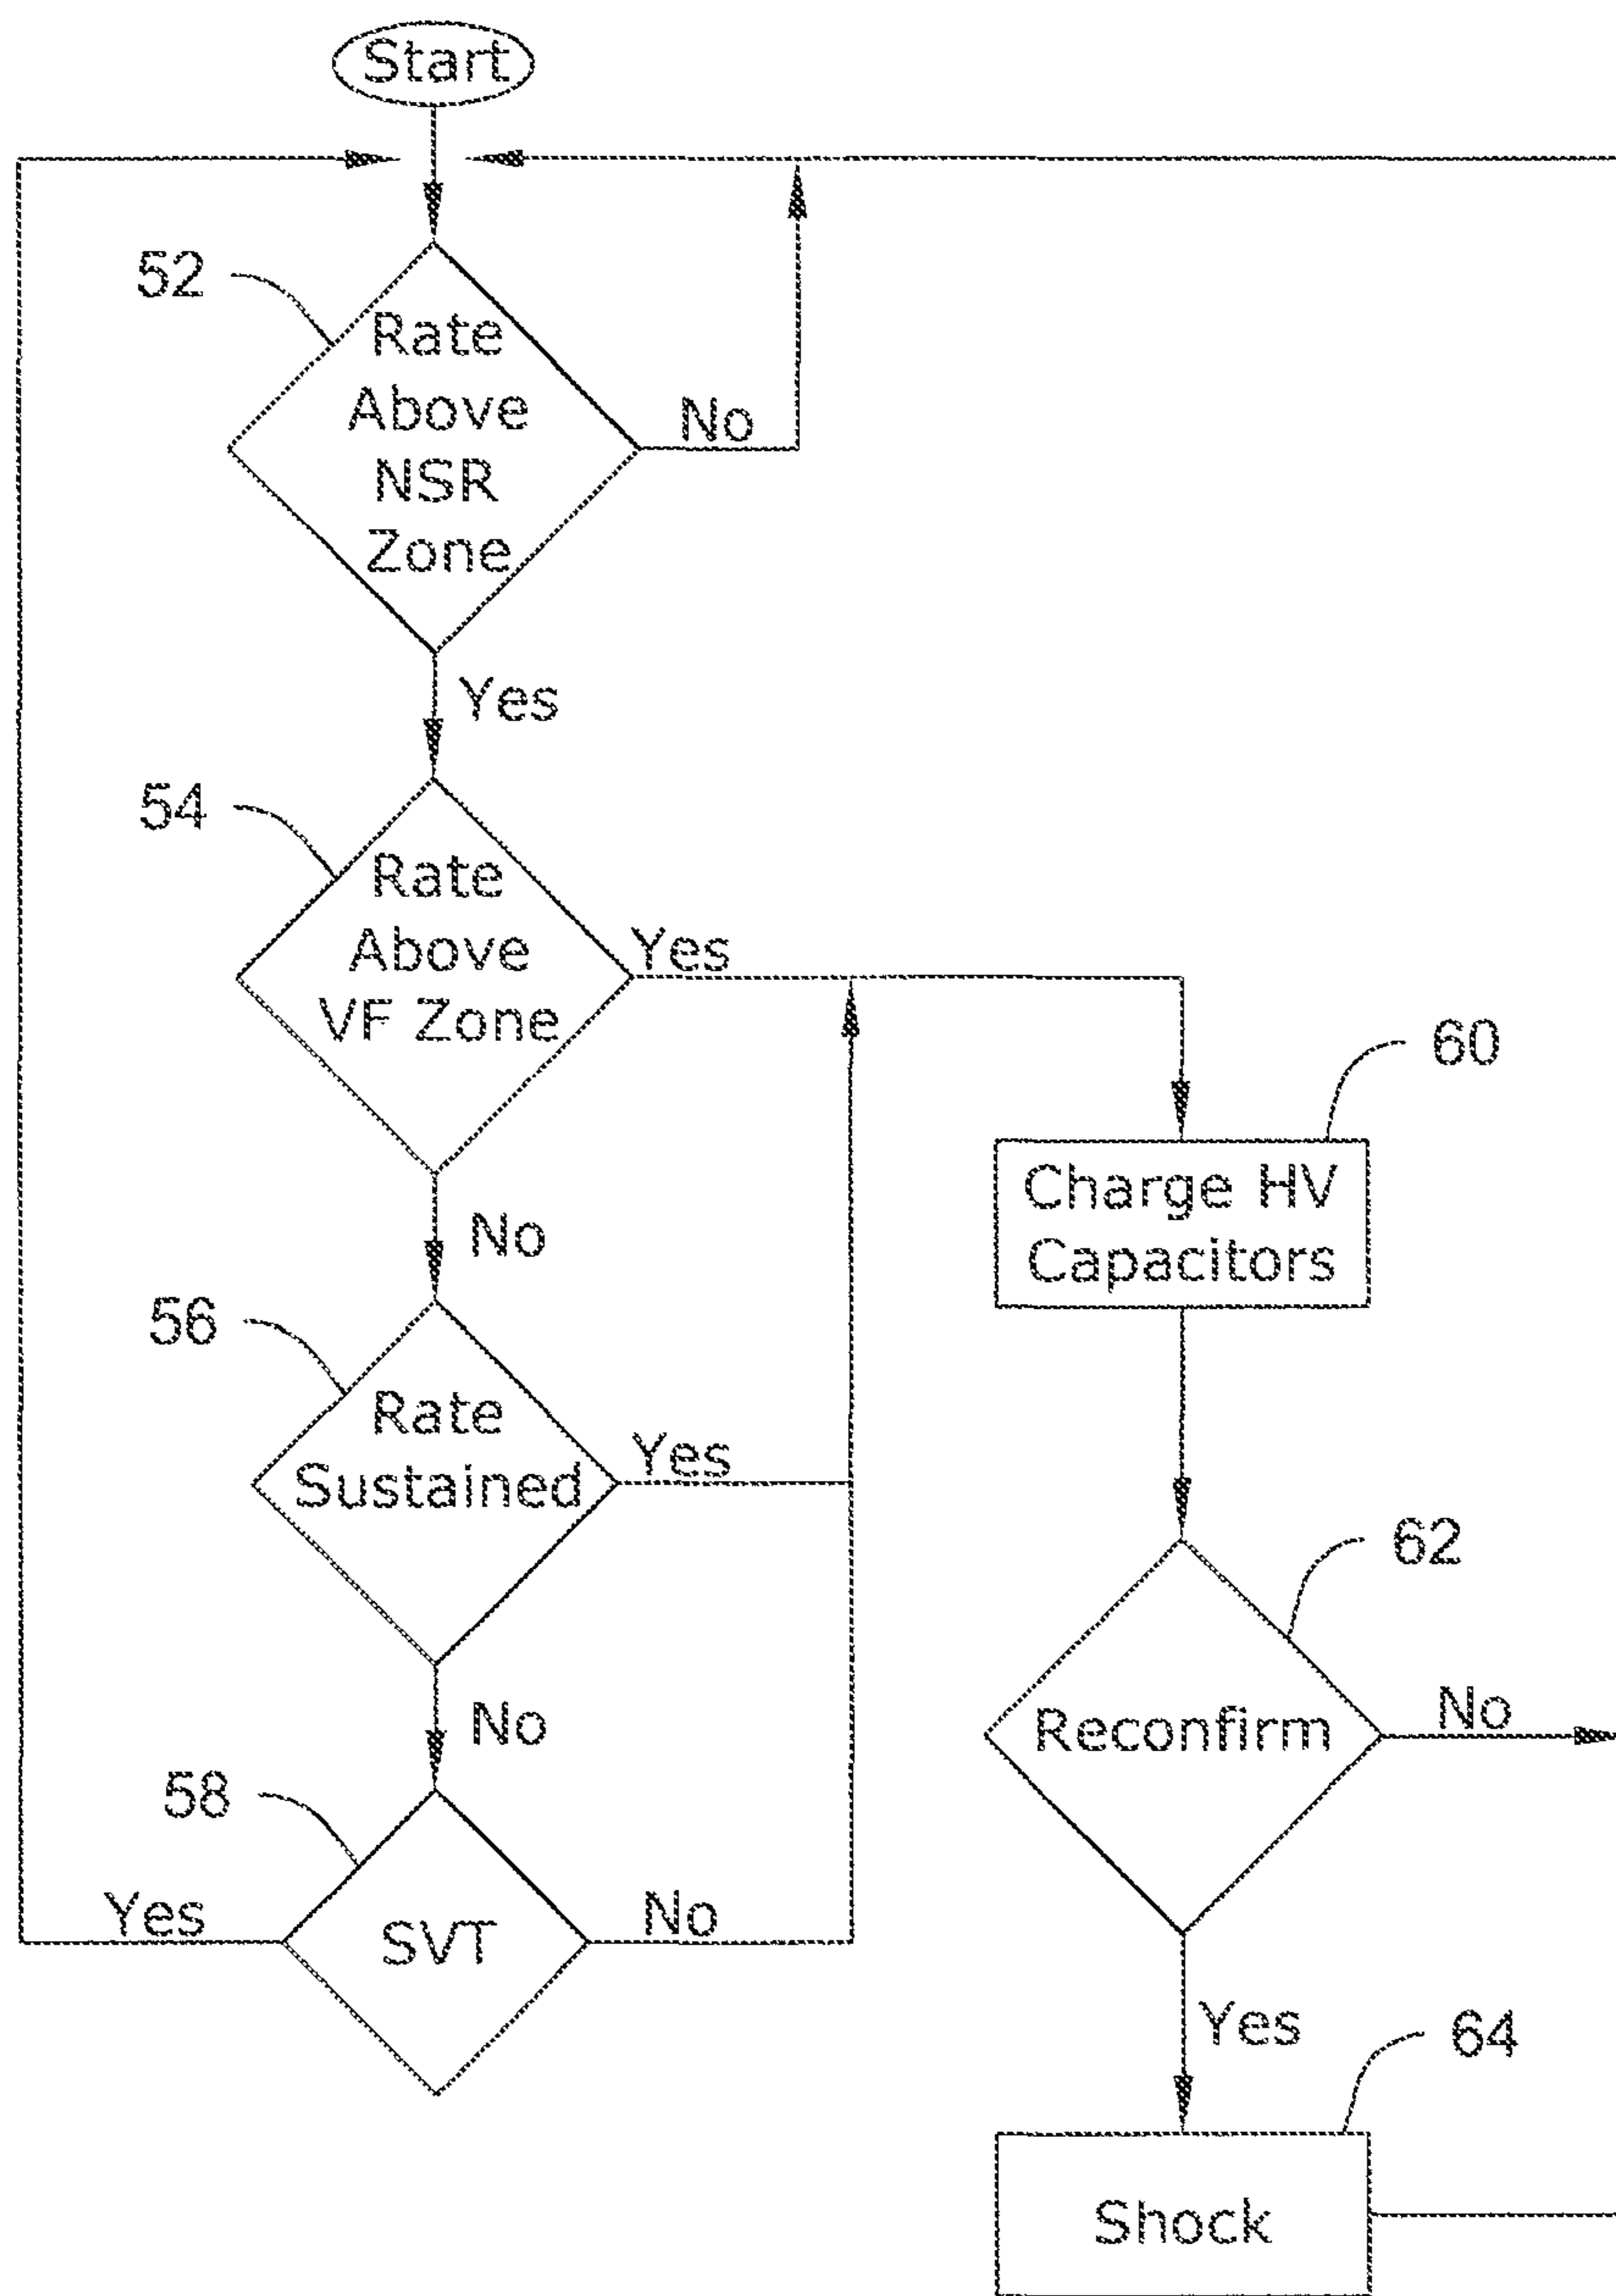 Start
52
Rate
Above
NSR
Zone
No
Yes
54
Rate
Above
VF Zone
Yes
No
56
Rate
Sustained
Yes
No
58
SVT
Yes
No
60
Charge HV
Capacitors
62
Reconfirm
No
Yes
64
Shock